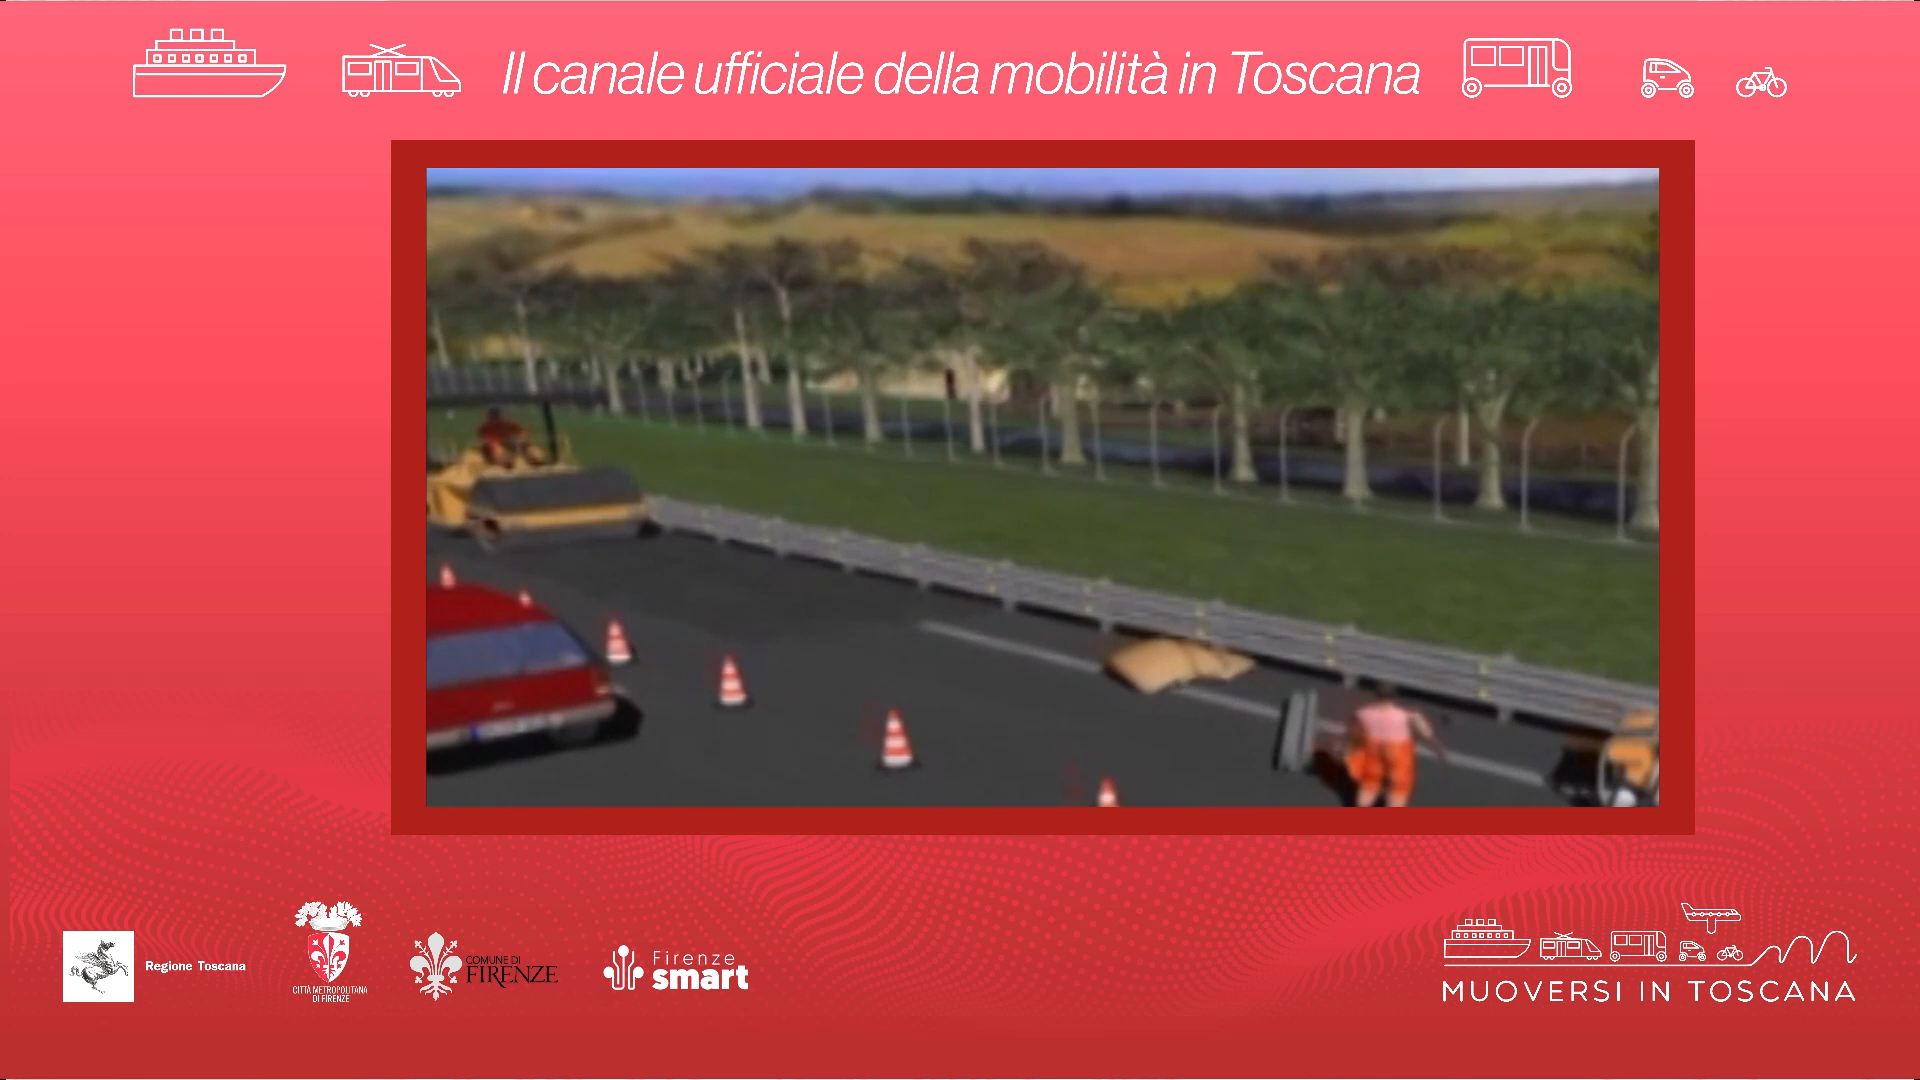 Il canale ufficiale della mobilità in Toscana
Regione Toscana
CITTÀ METROPOLITANA
DI FIRENZE
COMUNE DI
FIRENZE
Firenze
smart
MUOVERSI IN TOSCANA